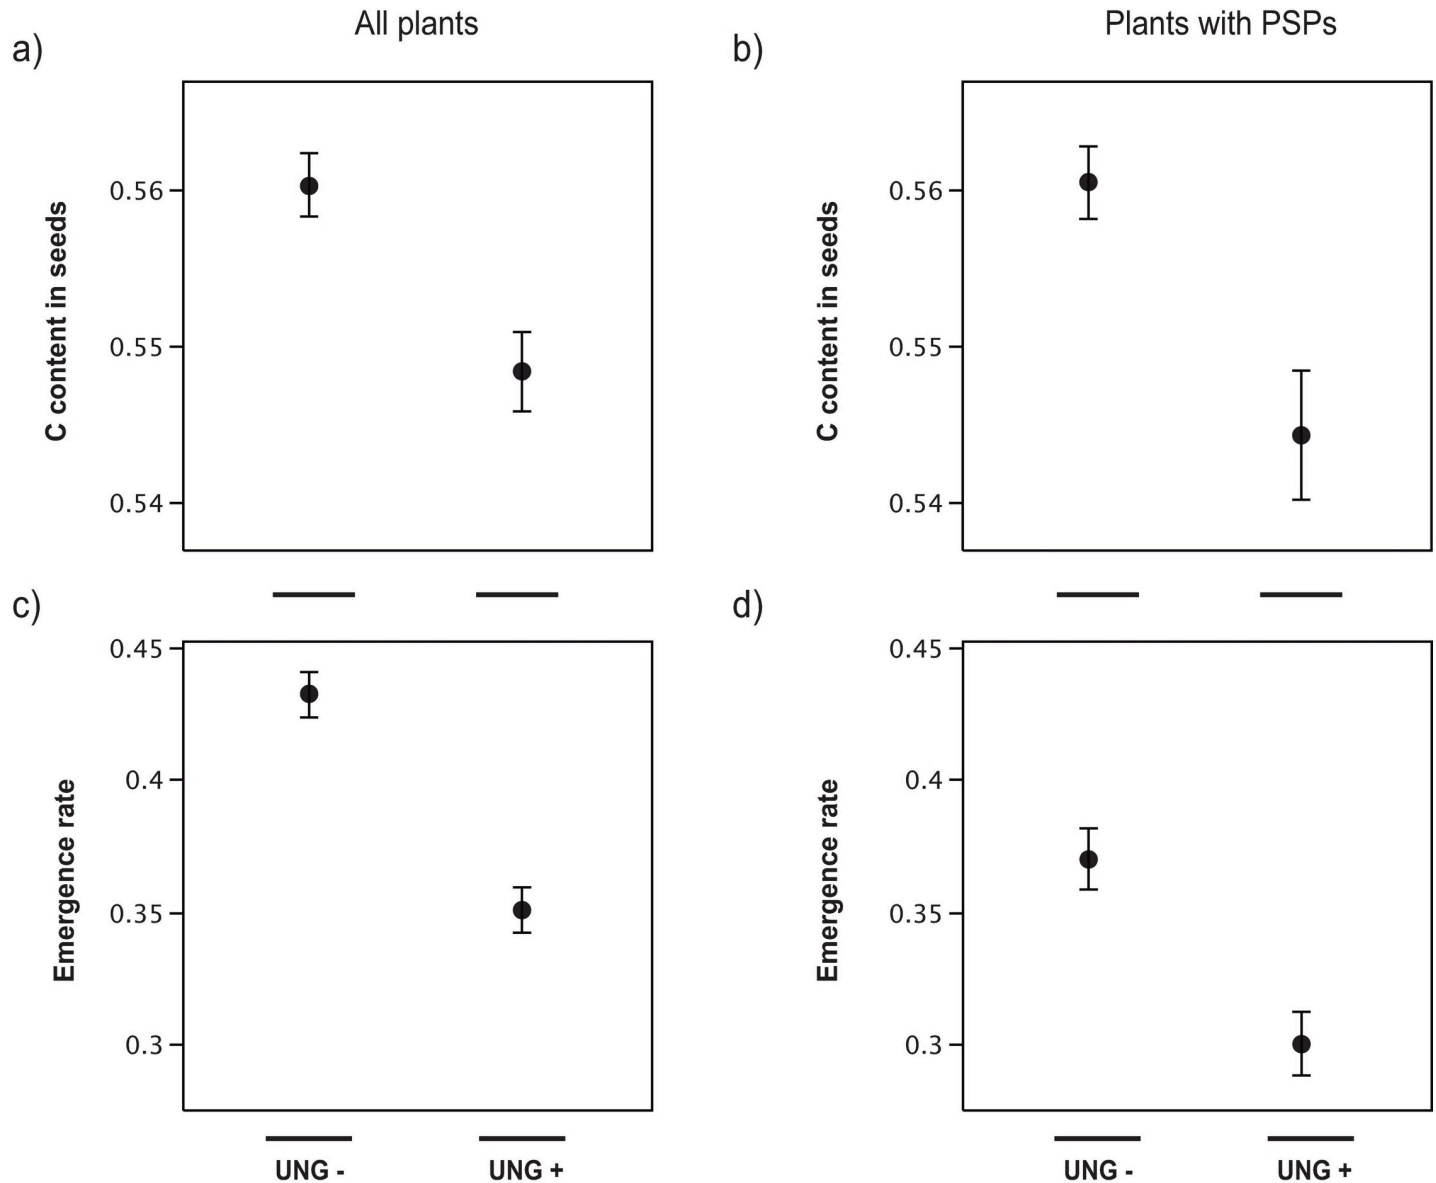 All plants
Plants with PSPs
a)
b)
C content in seeds
0.56
0.55
0.54
C content in seeds
0.56
0.55
0.54
c)
d)
Emergence rate
0.45
0.4
0.35
0.3
Emergence rate
0.45
0.4
0.35
0.3
UNG -
UNG +
UNG -
UNG +